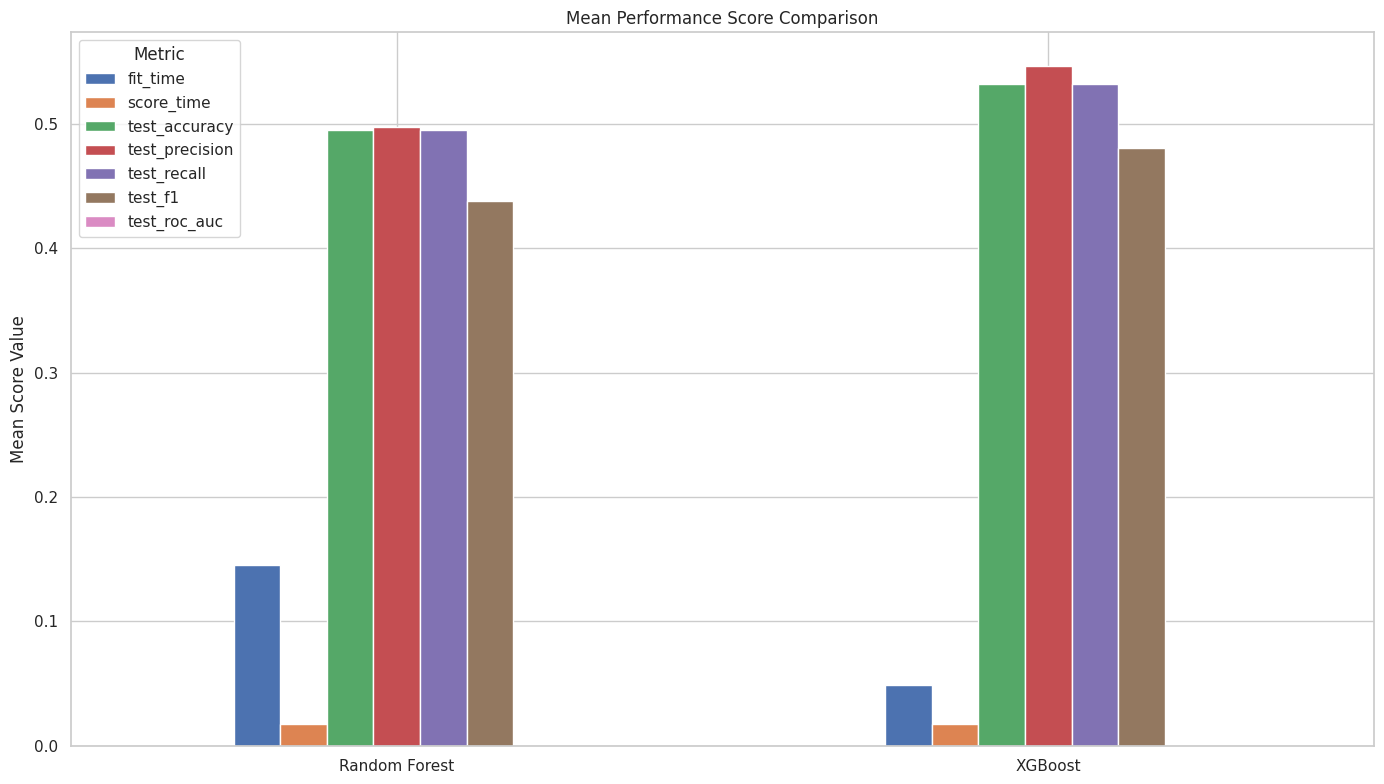 Mean Performance Score Comparison
Metric
fit_time
score_time
test_accuracy
test_precision
test_recall
test_f1
test_roc_auc
Mean Score Value
0.5
0.4
0.3
0.2
0.1
0.0
Random Forest
XGBoost